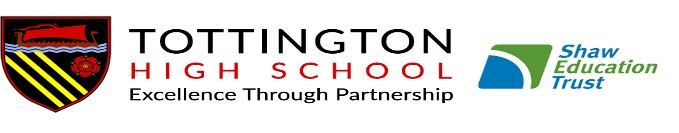 TOTTINGTON
HIGH SCHOOL
Excellence Through Partnership
Shaw
Education
Trust